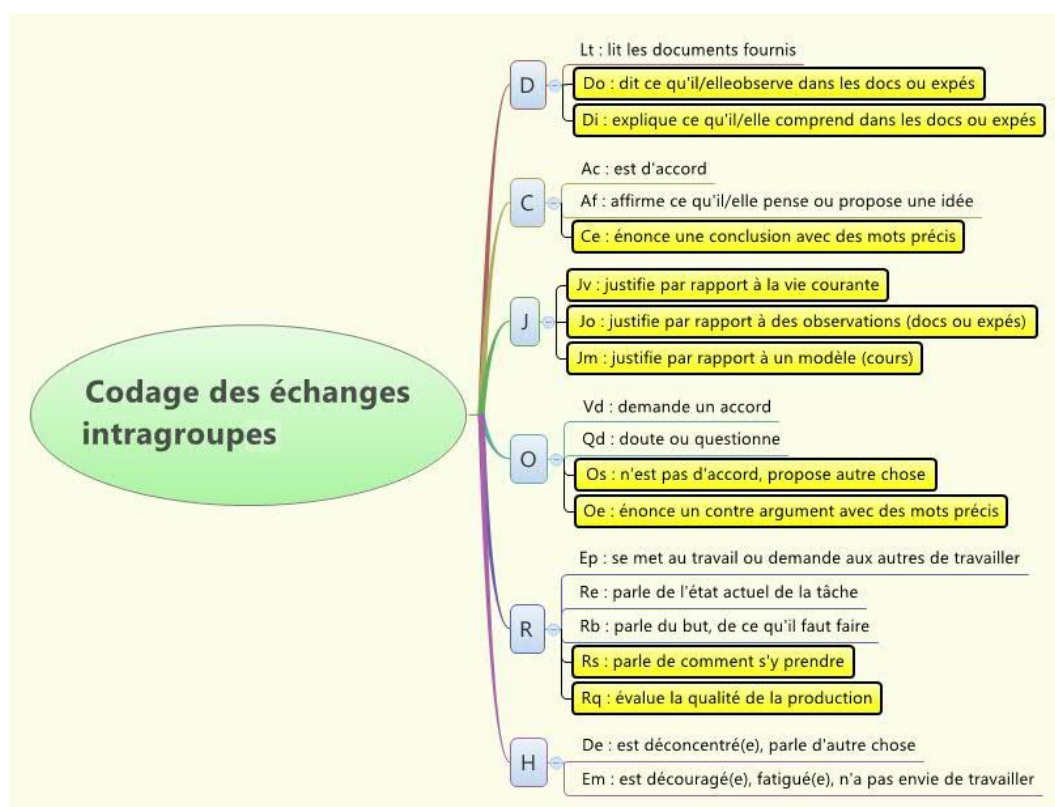 Codage des échanges
intragroupes
D
Lt : lit les documents fournis
Do : dit ce qu'il/elleobserve dans les docs ou expés
Di : explique ce qu'il/elle comprend dans les docs ou expés
C
Ac : est d'accord
Af : affirme ce qu'il/elle pense ou propose une idée
Ce : énonce une conclusion avec des mots précis
J
Jv : justifie par rapport à la vie courante
Jo : justifie par rapport à des observations (docs ou expés)
Jm : justifie par rapport à un modèle (cours)
O
Vd : demande un accord
Qd : doute ou questionne
Os : n'est pas d'accord, propose autre chose
Oe : énonce un contre argument avec des mots précis
R
Ep : se met au travail ou demande aux autres de travailler
Re : parle de l'état actuel de la tâche
Rb : parle du but, de ce qu'il faut faire
Rs : parle de comment s'y prendre
Rq : évalue la qualité de la production
H
De : est déconcentré(e), parle d'autre chose
Em : est découragé(e), fatigué(e), n'a pas envie de travailler